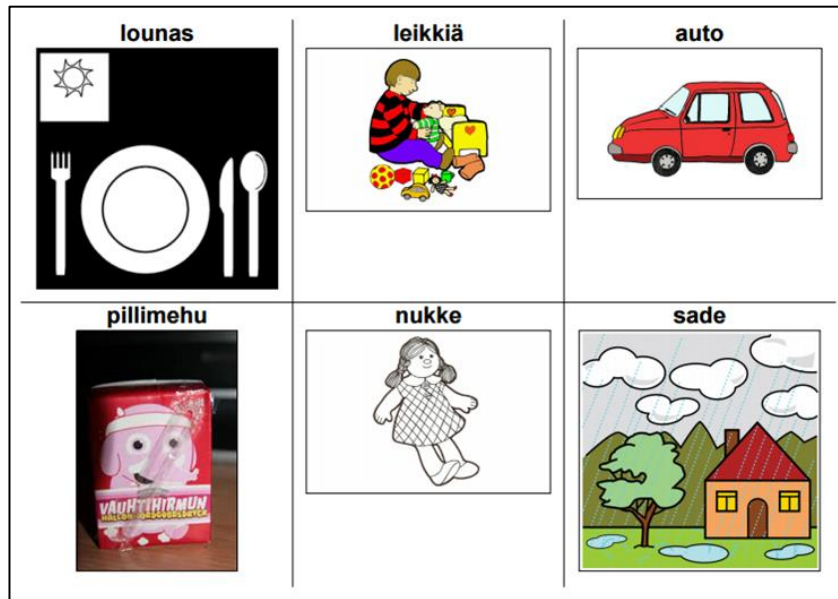 lounas
leikkiä
auto
pillimehu
nukke
sade
VAUHTIHIRMUN